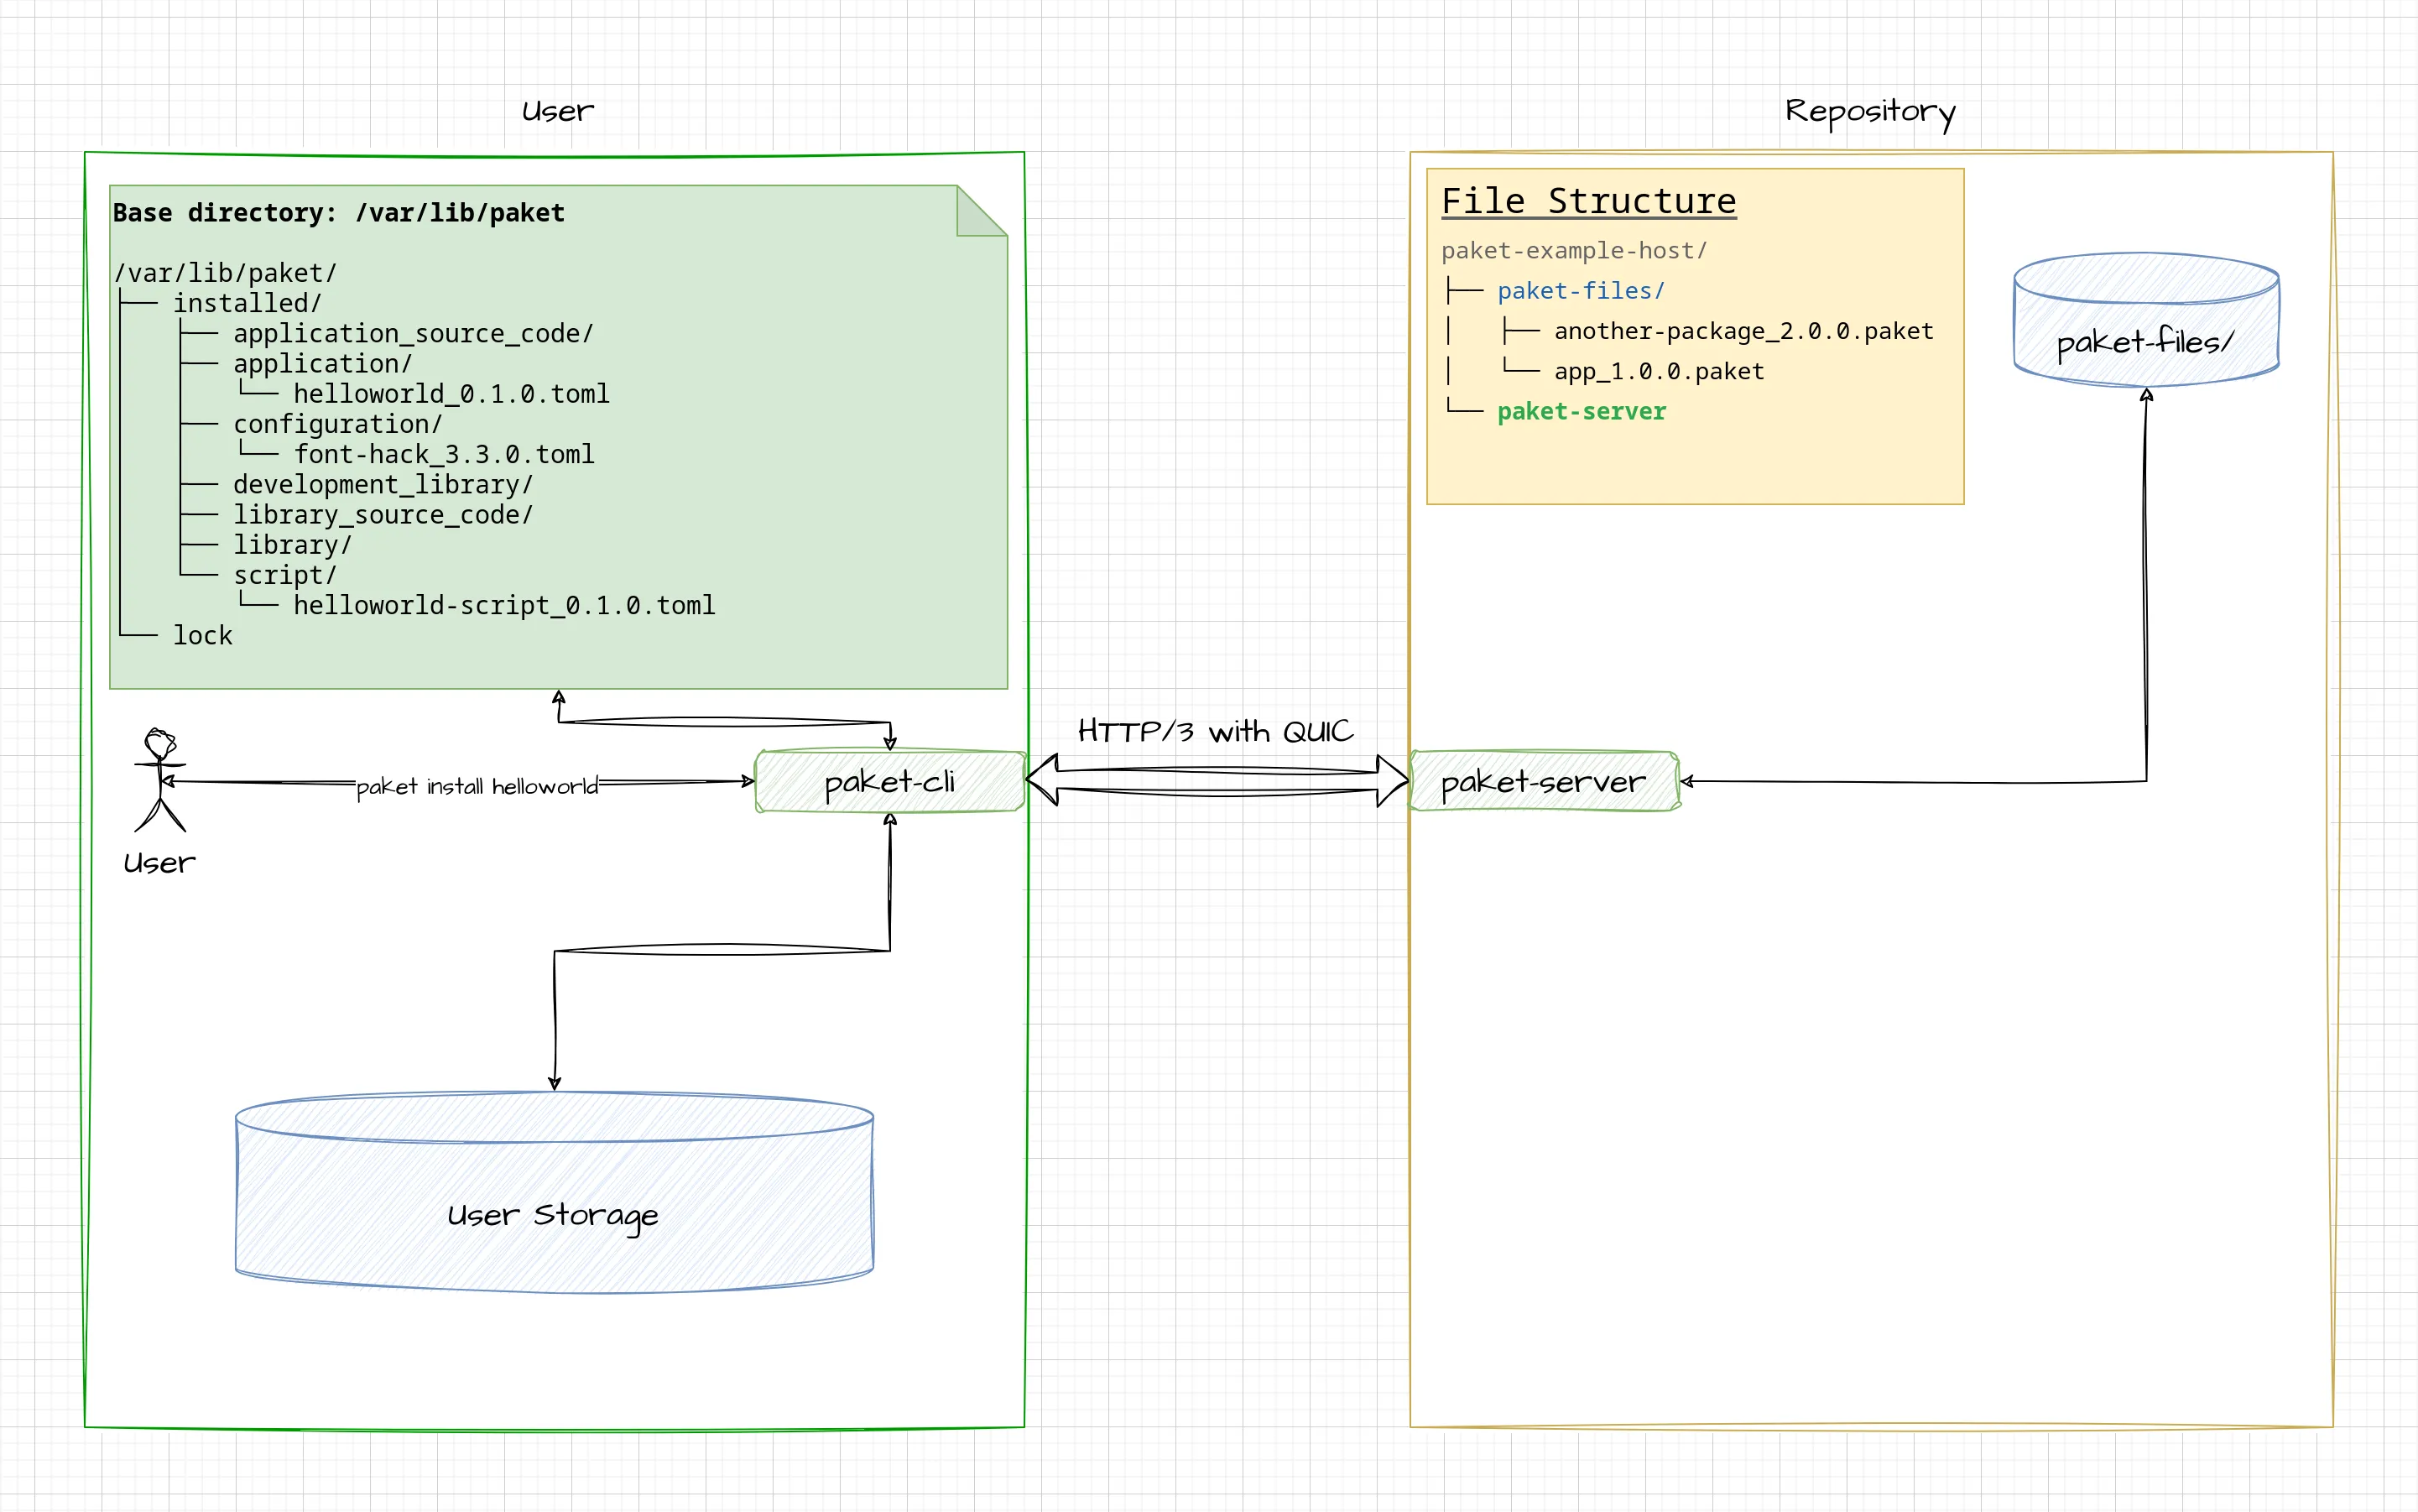 User
Base directory: /var/lib/paket
/var/lib/paket/
├── installed/
│   ├── application_source_code/
│   ├── application/
│   │   └── helloworld_0.1.0.toml
│   ├── configuration/
│   │   └── font-hack_3.3.0.toml
│   ├── development_library/
│   ├── library_source_code/
│   ├── library/
│   └── script/
│       └── helloworld-script_0.1.0.toml
└── lock
paket install helloworld
User
paket-cli
User Storage
HTTP/3 with QUIC
Repository
File Structure
paket-example-host/
├── paket-files/
│   ├── another-package_2.0.0.paket
│   └── app_1.0.0.paket
└── paket-server
paket-files/
paket-server